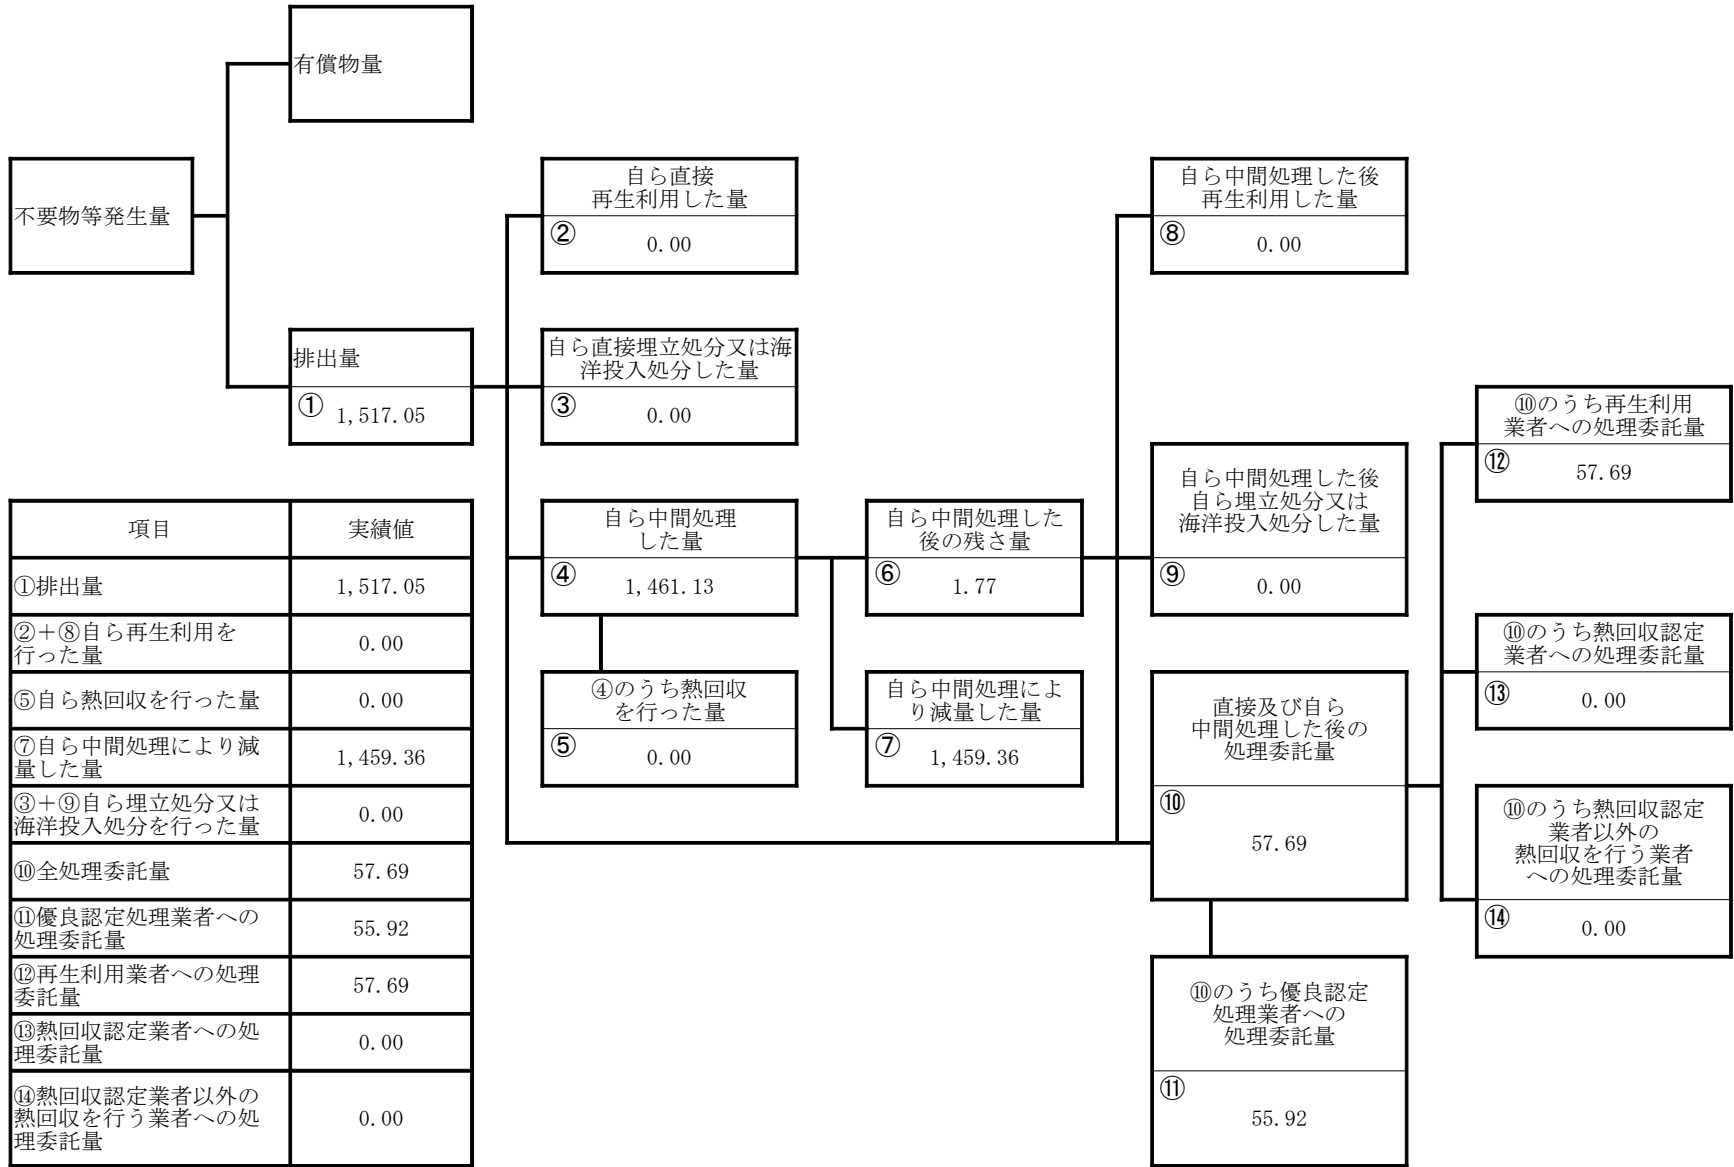 有償物量
不要物等発生量
自ら直接
再生利用した量
②
0.00
自ら中間処理した後
再生利用した量
⑧
0.00
排出量
①
1,517.05
自ら直接埋立処分又は海
洋投入処分した量
③
0.00
⑩のうち再生利用
業者への処理委託量
⑫
57.69
自ら中間処理
した量
④
1,461.13
自ら中間処理した
後の残さ量
⑥
1.77
自ら中間処理した後
自ら埋立処分又は
海洋投入処分した量
⑨
0.00
⑩のうち熱回収認定
業者への処理委託量
⑬
0.00
④のうち熱回収
を行った量
⑤
0.00
自ら中間処理によ
り減量した量
⑦
1,459.36
直接及び自ら
中間処理した後の
処理委託量
⑩
57.69
⑩のうち熱回収認定
業者以外の
熱回収を行う業者
への処理委託量
⑭
0.00
⑩のうち優良認定
処理業者への
処理委託量
⑪
55.92
項目 実績値
①排出量 1,517.05
②＋⑧自ら再生利用を
行った量 0.00
⑤自ら熱回収を行った量 0.00
⑦自ら中間処理により減
量した量 1,459.36
③＋⑨自ら埋立処分又は
海洋投入処分を行った量 0.00
⑩全処理委託量 57.69
⑪優良認定処理業者への
処理委託量 55.92
⑫再生利用業者への処理
委託量 57.69
⑬熱回収認定業者への処
理委託量 0.00
⑭熱回収認定業者以外の
熱回収を行う業者への処
理委託量 0.00